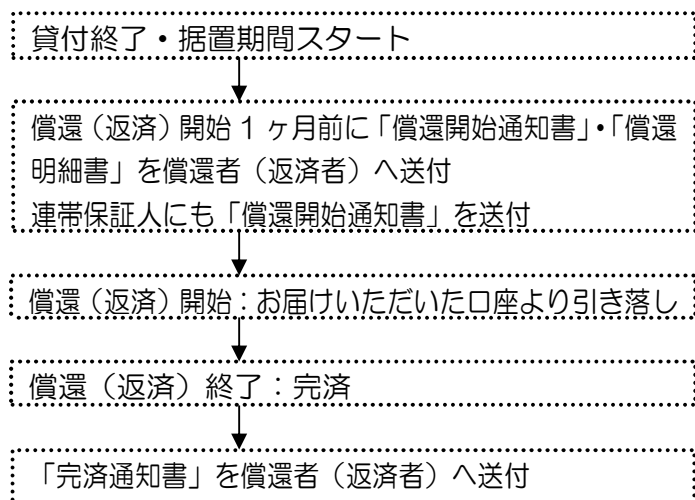 貸付終了・据置期間スタート
償還（返済）開始１ヶ月前に「償還開始通知書」・「償還
明細書」を償還者（返済者）へ送付
連帯保証人にも「償還開始通知書」を送付
償還（返済）開始：お届けいただいた口座より引き落し
償還（返済）終了：完済
「完済通知書」を償還者（返済者）へ送付